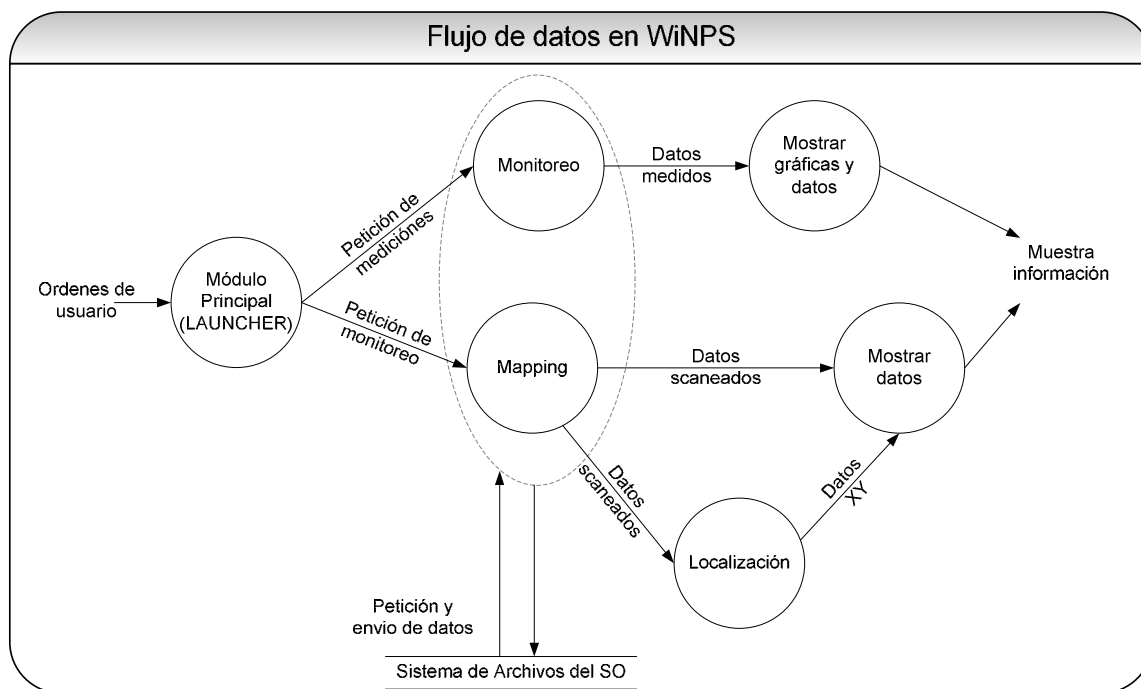 Flujo de datos en WiNPS
Monitoreo
Datos
medidos
Mostrar
gráficas y
datos
Petición de
mediciónes
Muestra
información
Ordenes de
usuario
Módulo
Principal
(LAUNCHER)
Petición de
monitoreo
Mapping
Datos
scaneados
Mostrar
datos
Datos
scaneados
Datos
XY
Localización
Petición y
envio de datos
Sistema de Archivos del SO